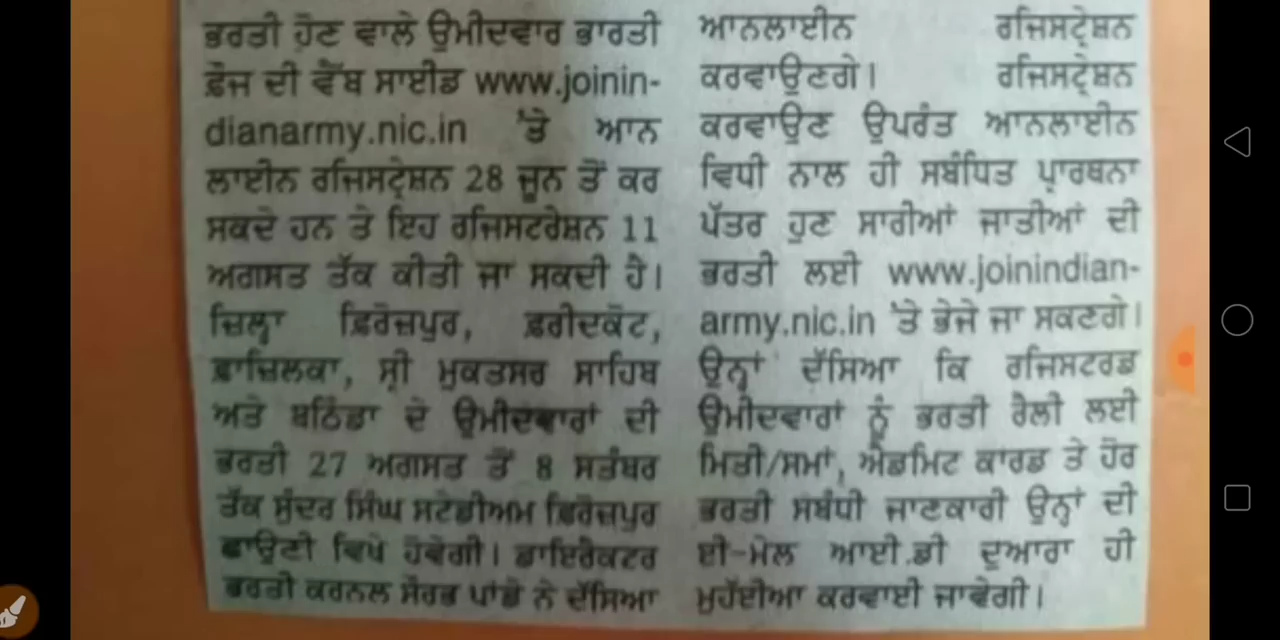 ਭਰਤੀ ਹੋਣ ਵਾਲੇ ਉਮੀਦਵਾਰ ਭਾਰਤੀ
ਫ਼ੌਜ ਦੀ ਵੈੱਬ ਸਾਈਡ www.joinin-
dianarmy.nic.in 'ਤੇ ਆਨ
ਲਾਈਨ ਰਜਿਸਟ੍ਰੇਸ਼ਨ 28 ਜੂਨ ਤੋਂ ਕਰ
ਸਕਦੇ ਹਨ ਤੇ ਇਹ ਰਜਿਸਟਰੇਸ਼ਨ 11
ਅਗਸਤ ਤੱਕ ਕੀਤੀ ਜਾ ਸਕਦੀ ਹੈ।
ਜ਼ਿਲ੍ਹਾ ਫ਼ਿਰੋਜ਼ਪੁਰ, ਫ਼ਰੀਦਕੋਟ,
ਫ਼ਾਜ਼ਿਲਕਾ, ਸ੍ਰੀ ਮੁਕਤਸਰ ਸਾਹਿਬ
ਅਤੇ ਬਠਿੰਡਾ ਦੇ ਉਮੀਦਵਾਰਾਂ ਦੀ
ਭਰਤੀ 27 ਅਗਸਤ ਤੋਂ 8 ਸਤੰਬਰ
ਤੱਕ ਸੁੰਦਰ ਸਿੰਘ ਸਟੇਡੀਅਮ ਫ਼ਿਰੋਜ਼ਪੁਰ
ਛਾਉਣੀ ਵਿਖੇ ਹੋਵੇਗੀ। ਡਾਇਰੈਕਟਰ
ਭਰਤੀ ਕਰਨਲ ਸੌਰਭ ਪਾਂਡੇ ਨੇ ਦੱਸਿਆ
ਆਨਲਾਈਨ ਰਜਿਸਟ੍ਰੇਸ਼ਨ
ਕਰਵਾਉਣਗੇ। ਰਜਿਸਟ੍ਰੇਸ਼ਨ
ਕਰਵਾਉਣ ਉਪਰੰਤ ਆਨਲਾਈਨ
ਵਿਧੀ ਨਾਲ ਹੀ ਸਬੰਧਿਤ ਪ੍ਰਾਰਥਨਾ
ਪੱਤਰ ਹੁਣ ਸਾਰੀਆਂ ਜਾਤੀਆਂ ਦੀ
ਭਰਤੀ ਲਈ www.joinindian-
army.nic.in 'ਤੇ ਭੇਜੇ ਜਾ ਸਕਣਗੇ।
ਉਨ੍ਹਾਂ ਦੱਸਿਆ ਕਿ ਰਜਿਸਟਰਡ
ਉਮੀਦਵਾਰਾਂ ਨੂੰ ਭਰਤੀ ਰੈਲੀ ਲਈ
ਮਿਤੀ/ਸਮਾਂ, ਐਡਮਿਟ ਕਾਰਡ ਤੇ ਹੋਰ
ਭਰਤੀ ਸਬੰਧੀ ਜਾਣਕਾਰੀ ਉਨ੍ਹਾਂ ਦੀ
ਈ-ਮੇਲ ਆਈ.ਡੀ ਦੁਆਰਾ ਹੀ
ਮੁਹੱਈਆ ਕਰਵਾਈ ਜਾਵੇਗੀ।